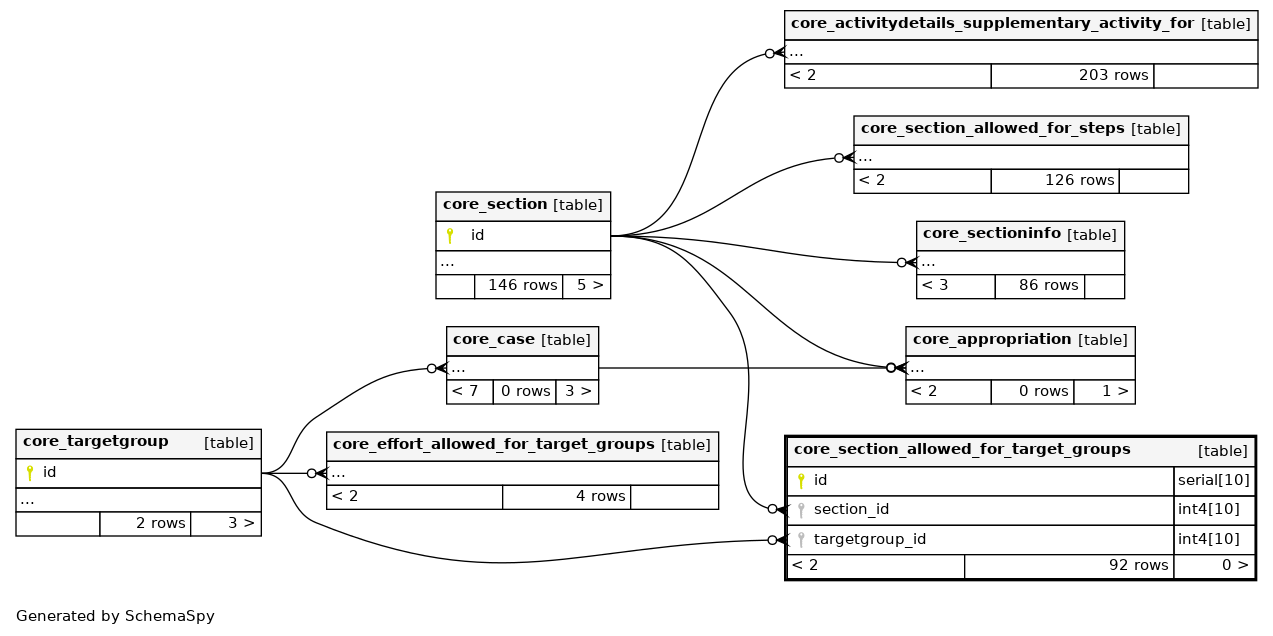 core_activitydetails_supplementary_activity_for [table]
...
< 2 203 rows
core_section_allowed_for_steps [table]
...
< 2 126 rows
core_section [table]
id
...
146 rows 5 >
core_sectioninfo [table]
...
< 3 86 rows
core_case [table]
...
< 7 0 rows 3 >
core_appropriation [table]
...
< 2 0 rows 1 >
core_targetgroup [table]
id
...
2 rows 3 >
core_effort_allowed_for_target_groups [table]
...
< 2 4 rows
core_section_allowed_for_target_groups [table]
id serial[10]
section_id int4[10]
targetgroup_id int4[10]
< 2 92 rows 0 >
Generated by SchemaSpy